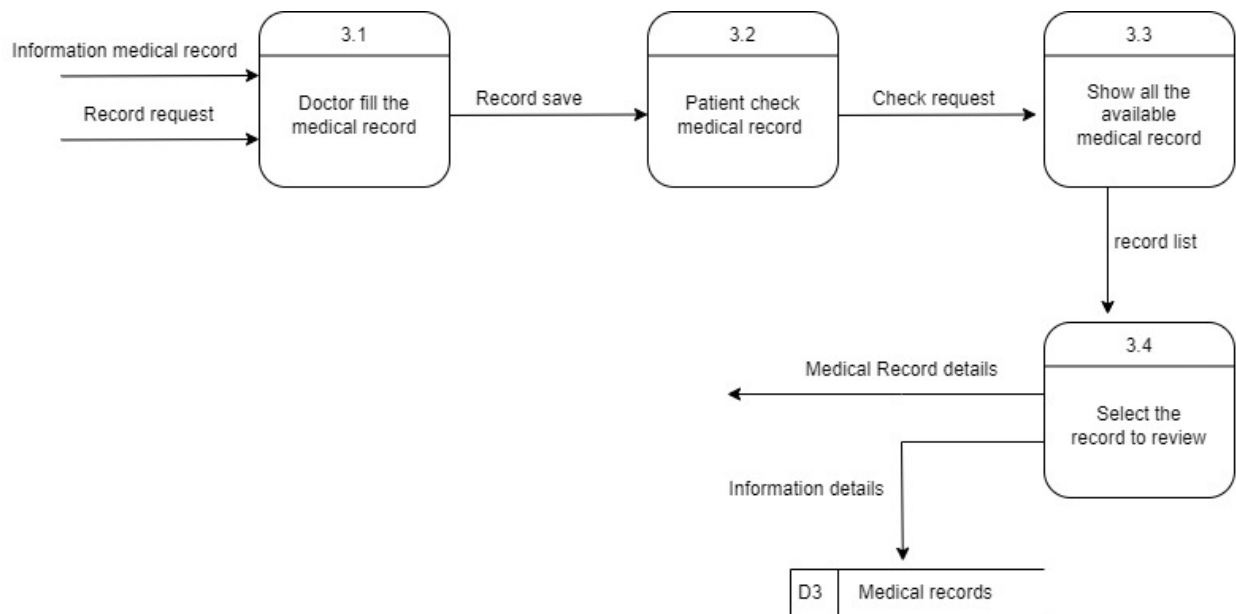 3.1
3.2
3.3
Information medical record
Doctor fill the
medical record
Record save
Patient check
medical record
Check request
Show all the
available
medical record
Record request
record list
3.4
Medical Record details
Select the
record to review
Information details
D3
Medical records